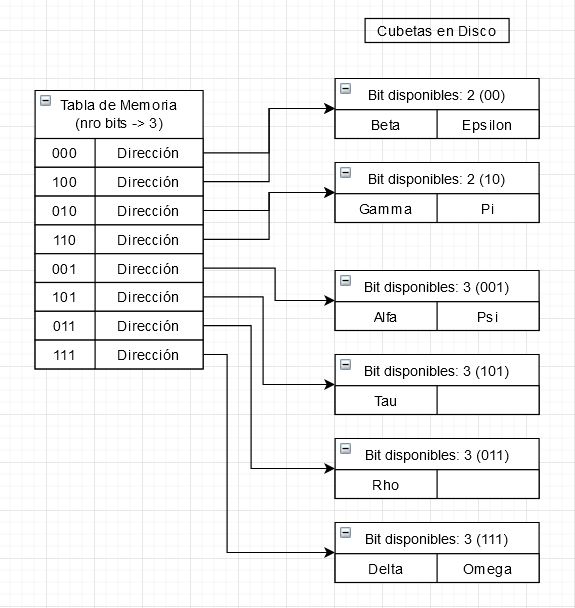 Cubetas en Disco
Tabla de Memoria
(nro bits -> 3)
000 Dirección
100 Dirección
010 Dirección
110 Dirección
001 Dirección
101 Dirección
011 Dirección
111 Dirección
Bit disponibles: 2 (00)
Beta Epsilon
Bit disponibles: 2 (10)
Gamma Pi
Bit disponibles: 3 (001)
Alfa Psi
Bit disponibles: 3 (101)
Tau
Bit disponibles: 3 (011)
Rho
Bit disponibles: 3 (111)
Delta Omega